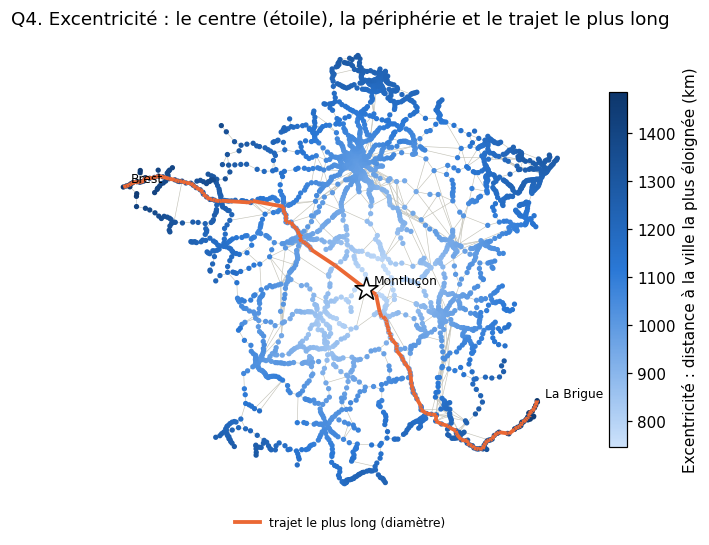 Q4. Excentricité : le centre (étoile), la périphérie et le trajet le plus long
Brest
Montluçon
La Brigue
1400
1300
1200
1100
1000
900
800
Excentricité : distance à la ville la plus éloignée (km)
trajet le plus long (diamètre)